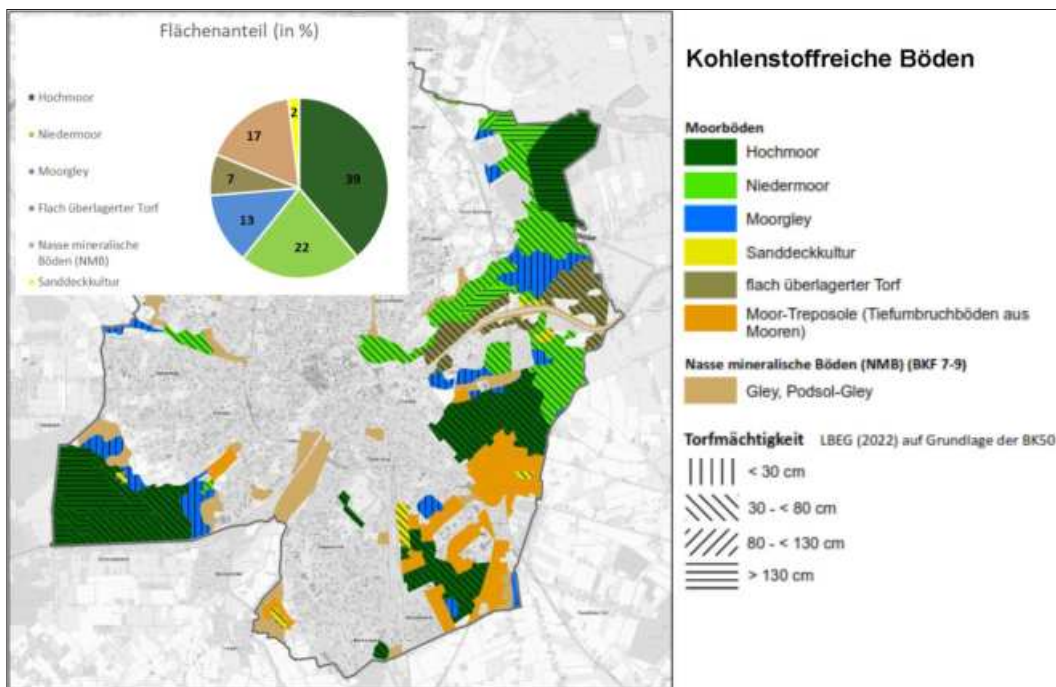 Flächenanteil (in %)
Hochmoor
Niedermoor
Moorgley
Flach überlagerter Torf
Nasse mineralische
Böden (NMB)
Sanddeckkultur
2
17
39
7
13
22
Kohlenstoffreiche Böden
Moorböden
Hochmoor
Niedermoor
Moorgley
Sanddeckkultur
flach überlagerter Torf
Moor-Treposole (Tiefumbruchböden aus
Mooren)
Nasse mineralische Böden (NMB) (BKF 7-9)
Gley, Podsol-Gley
Torfmächtigkeit LBEG (2022) auf Grundlage der BK50
< 30 cm
30 - < 80 cm
80 - < 130 cm
> 130 cm